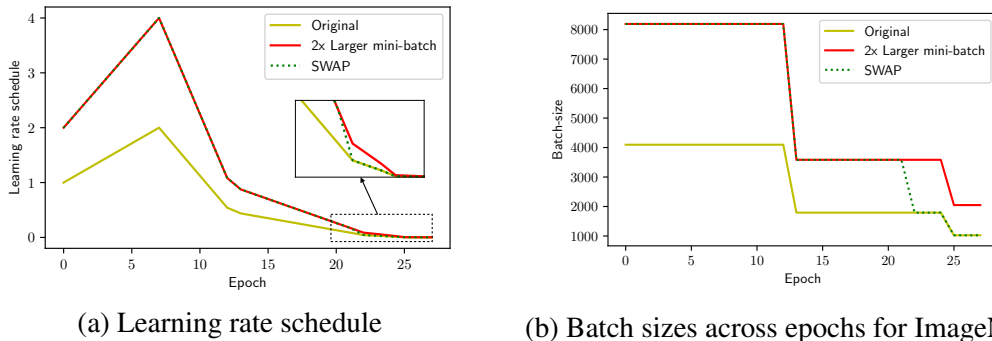 4
3
2
1
0
Learning rate schedule
Original
2x Larger mini-batch
SWAP
0 5 10 15 20 25
Epoch
(a) Learning rate schedule
8000
7000
6000
5000
4000
3000
2000
1000
Batch-size
Original
2x Larger mini-batch
SWAP
0 5 10 15 20 25
Epoch
(b) Batch sizes across epochs for ImageN